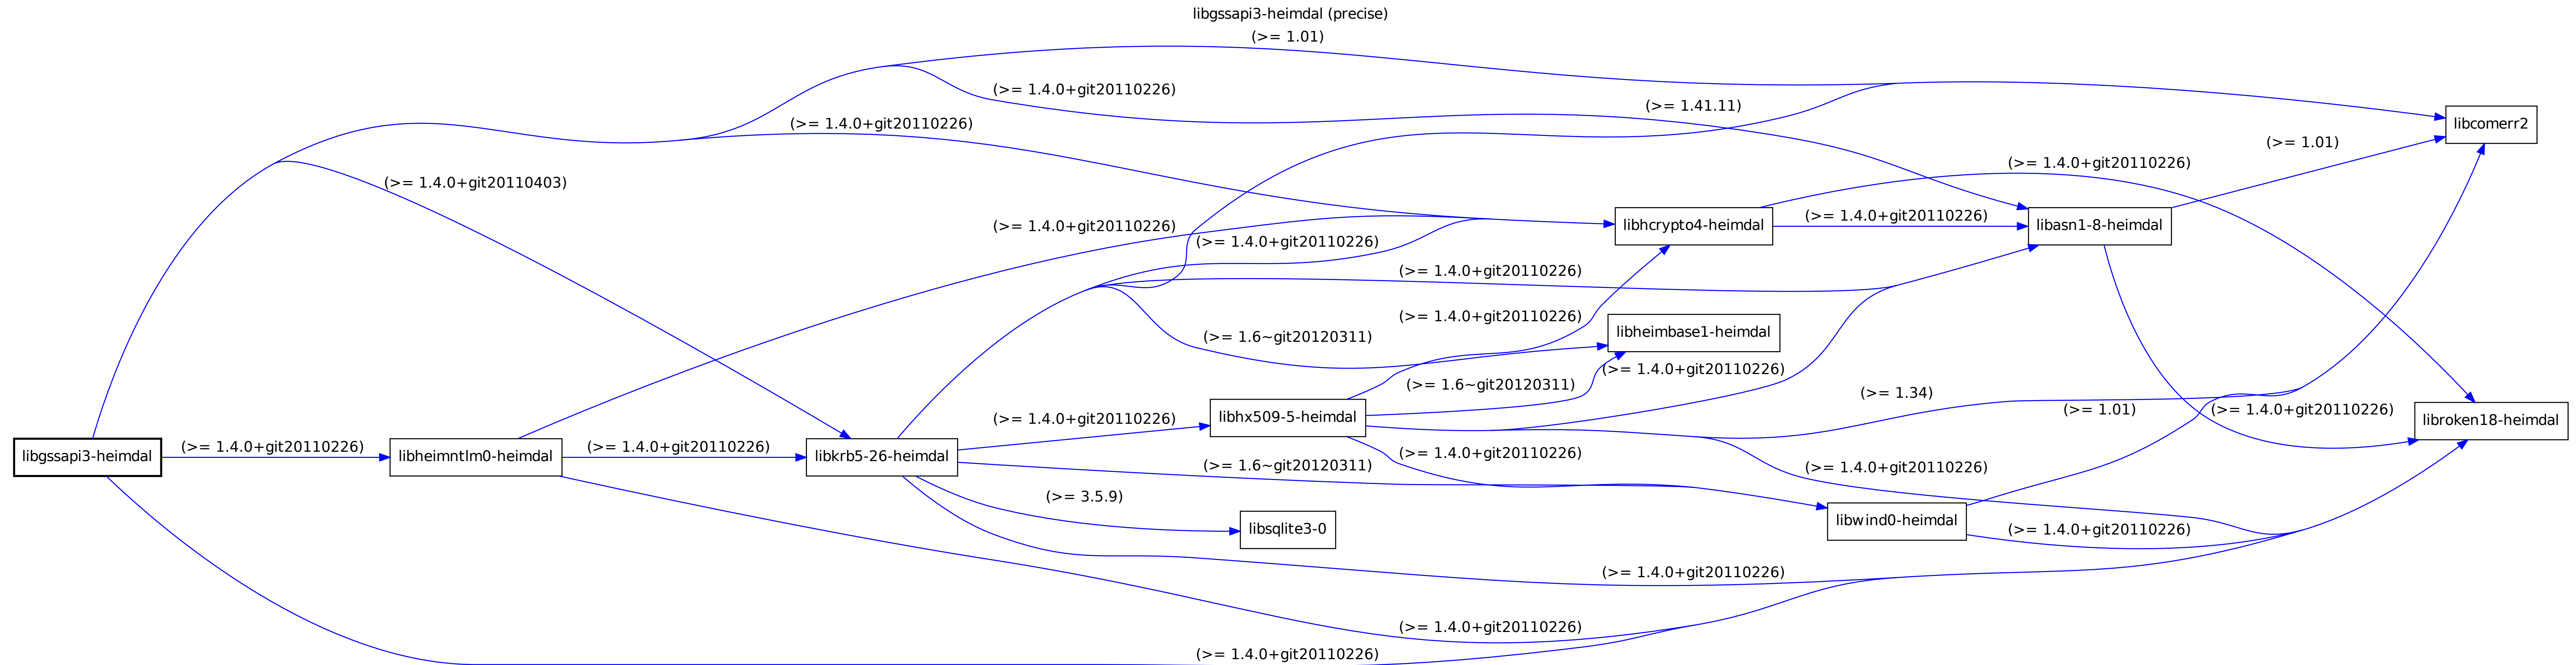 libgssapi3-heimdal (precise)
(>= 1.01)
(>= 1.4.0+git20110226)
(>= 1.41.11)
(>= 1.4.0+git20110226)
libcomerr2
(>= 1.01)
(>= 1.4.0+git20110226)
(>= 1.4.0+git20110403)
(>= 1.4.0+git20110226)
(>= 1.4.0+git20110226)
libhcrypto4-heimdal
libasn1-8-heimdal
(>= 1.4.0+git20110226)
(>= 1.4.0+git20110226)
(>= 1.4.0+git20110226)
(>= 1.4.0+git20110226)
libheimbase1-heimdal
(>= 1.6~git20120311)
(>= 1.4.0+git20110226)
(>= 1.6~git20120311)
(>= 1.34)
(>= 1.01)
(>= 1.4.0+git20110226)
(>= 1.4.0+git20110226)
libhx509-5-heimdal
libroken18-heimdal
(>= 1.4.0+git20110226)
(>= 1.4.0+git20110226)
(>= 1.4.0+git20110226)
libgssapi3-heimdal
libheimntlm0-heimdal
libkrb5-26-heimdal
(>= 1.6~git20120311)
(>= 1.4.0+git20110226)
(>= 3.5.9)
libwind0-heimdal
libsqlite3-0
(>= 1.4.0+git20110226)
(>= 1.4.0+git20110226)
(>= 1.4.0+git20110226)
(>= 1.4.0+git20110226)